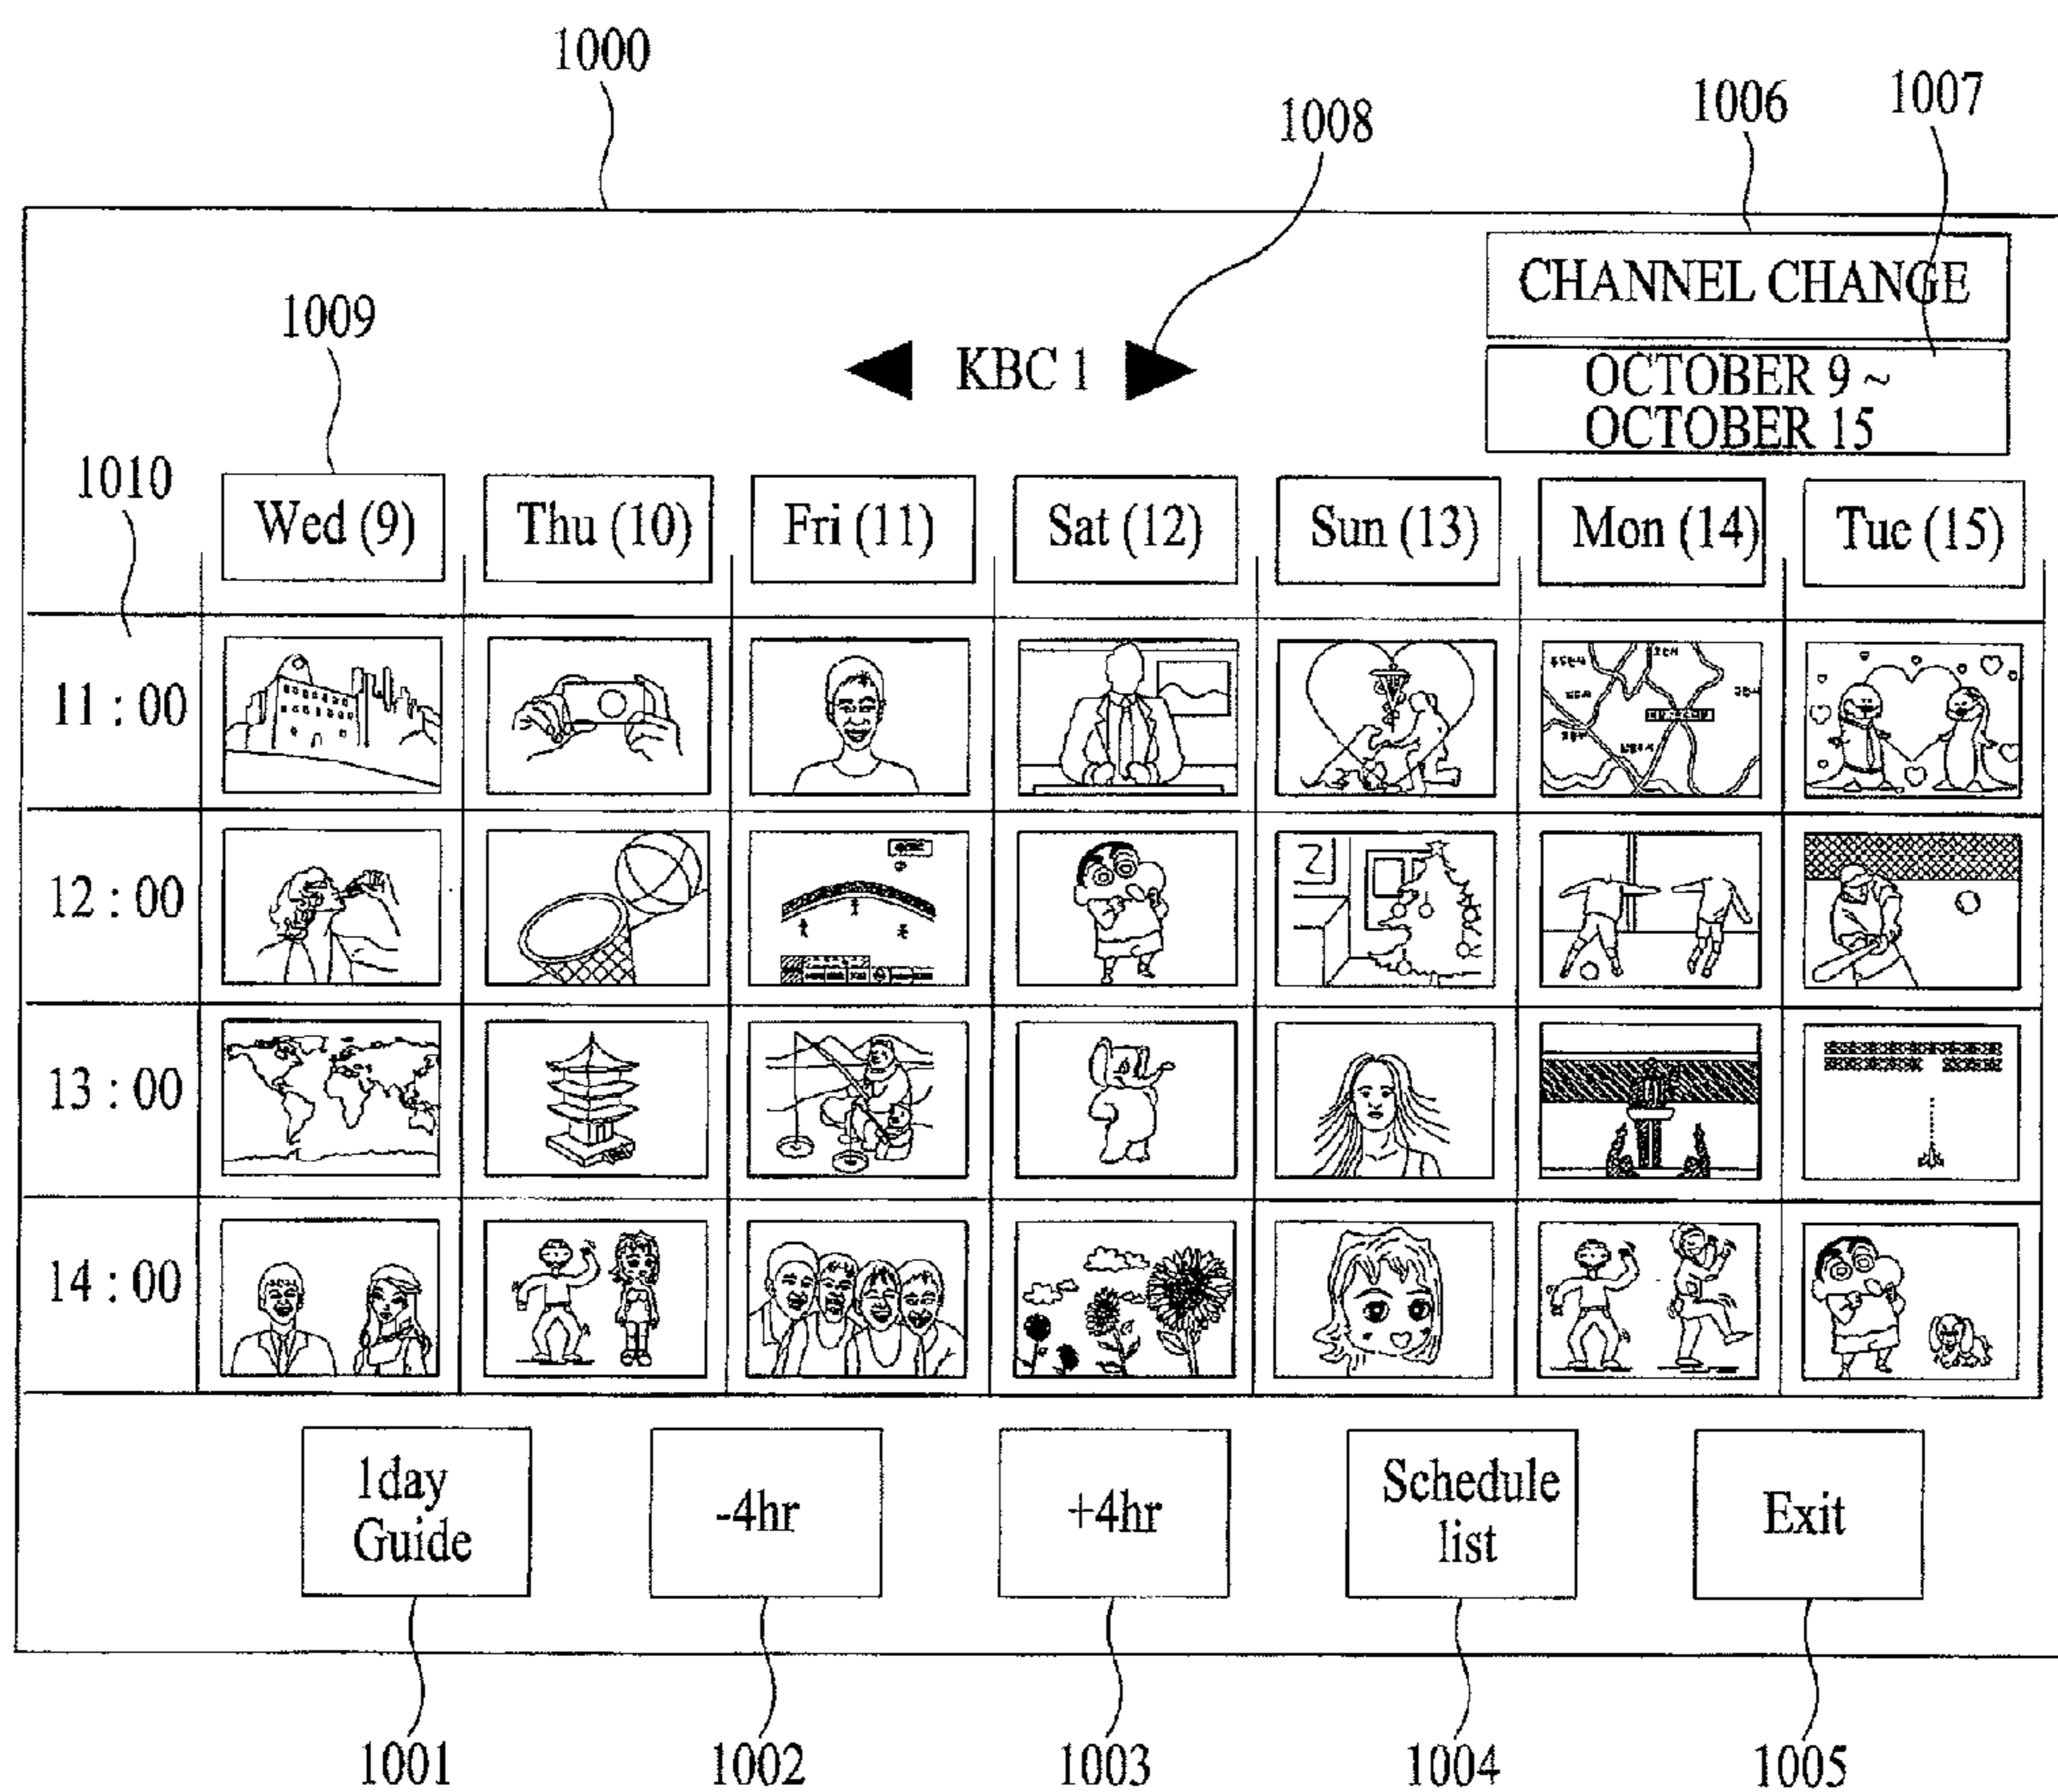 1000
1008
1006
1007
CHANNEL CHANGE
1009
◀ KBC 1 ▶
OCTOBER 9 ~
OCTOBER 15
1010
Wed (9) Thu (10) Fri (11) Sat (12) Sun (13) Mon (14) Tue (15)
11 : 00
12 : 00
13 : 00
14 : 00
1day
Guide
-4hr
+4hr
Schedule
list
Exit
1001 1002 1003 1004 1005